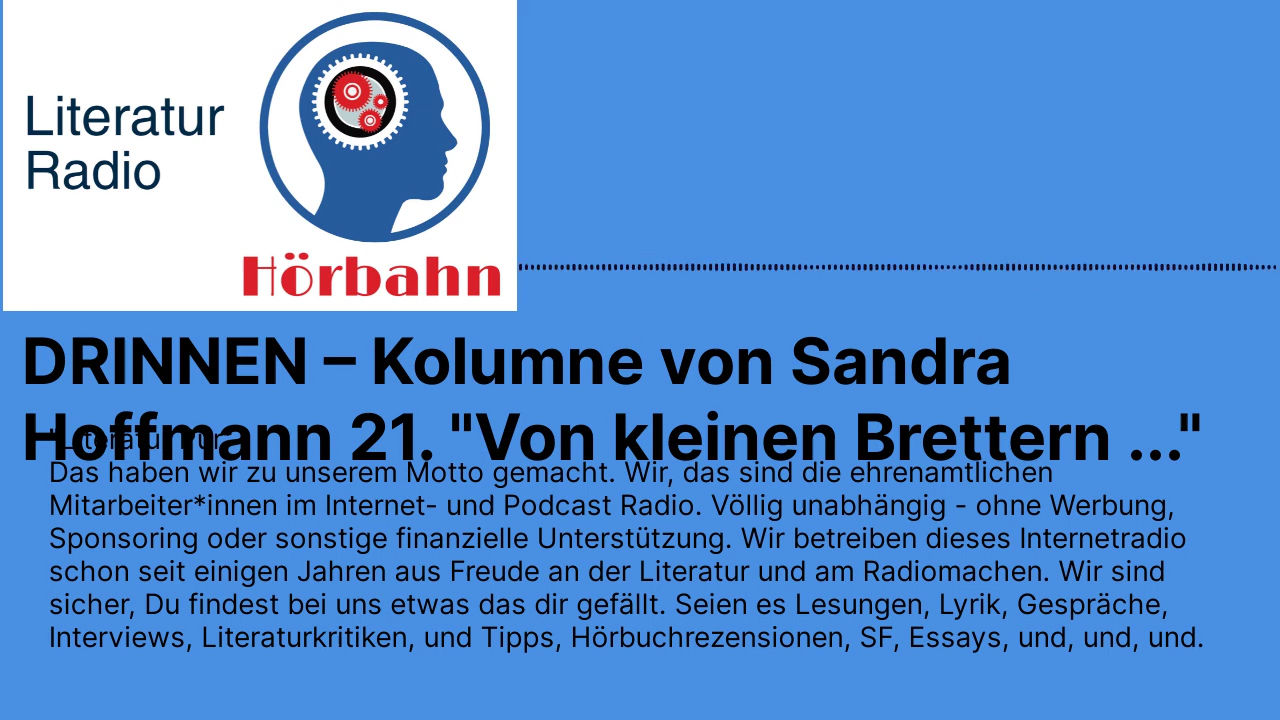 Literatur
Radio
Hörbahn
DRINNEN – Kolumne von Sandra
Hoffmann 21. "Von kleinen Brettern ..."
Das haben wir zu unserem Motto gemacht. Wir, das sind die ehrenamtlichen
Mitarbeiter*innen im Internet- und Podcast Radio. Völlig unabhängig - ohne Werbung,
Sponsoring oder sonstige finanzielle Unterstützung. Wir betreiben dieses Internetradio
schon seit einigen Jahren aus Freude an der Literatur und am Radiomachen. Wir sind
sicher, Du findest bei uns etwas das dir gefällt. Seien es Lesungen, Lyrik, Gespräche,
Interviews, Literaturkritiken, und Tipps, Hörbuchrezensionen, SF, Essays, und, und, und.